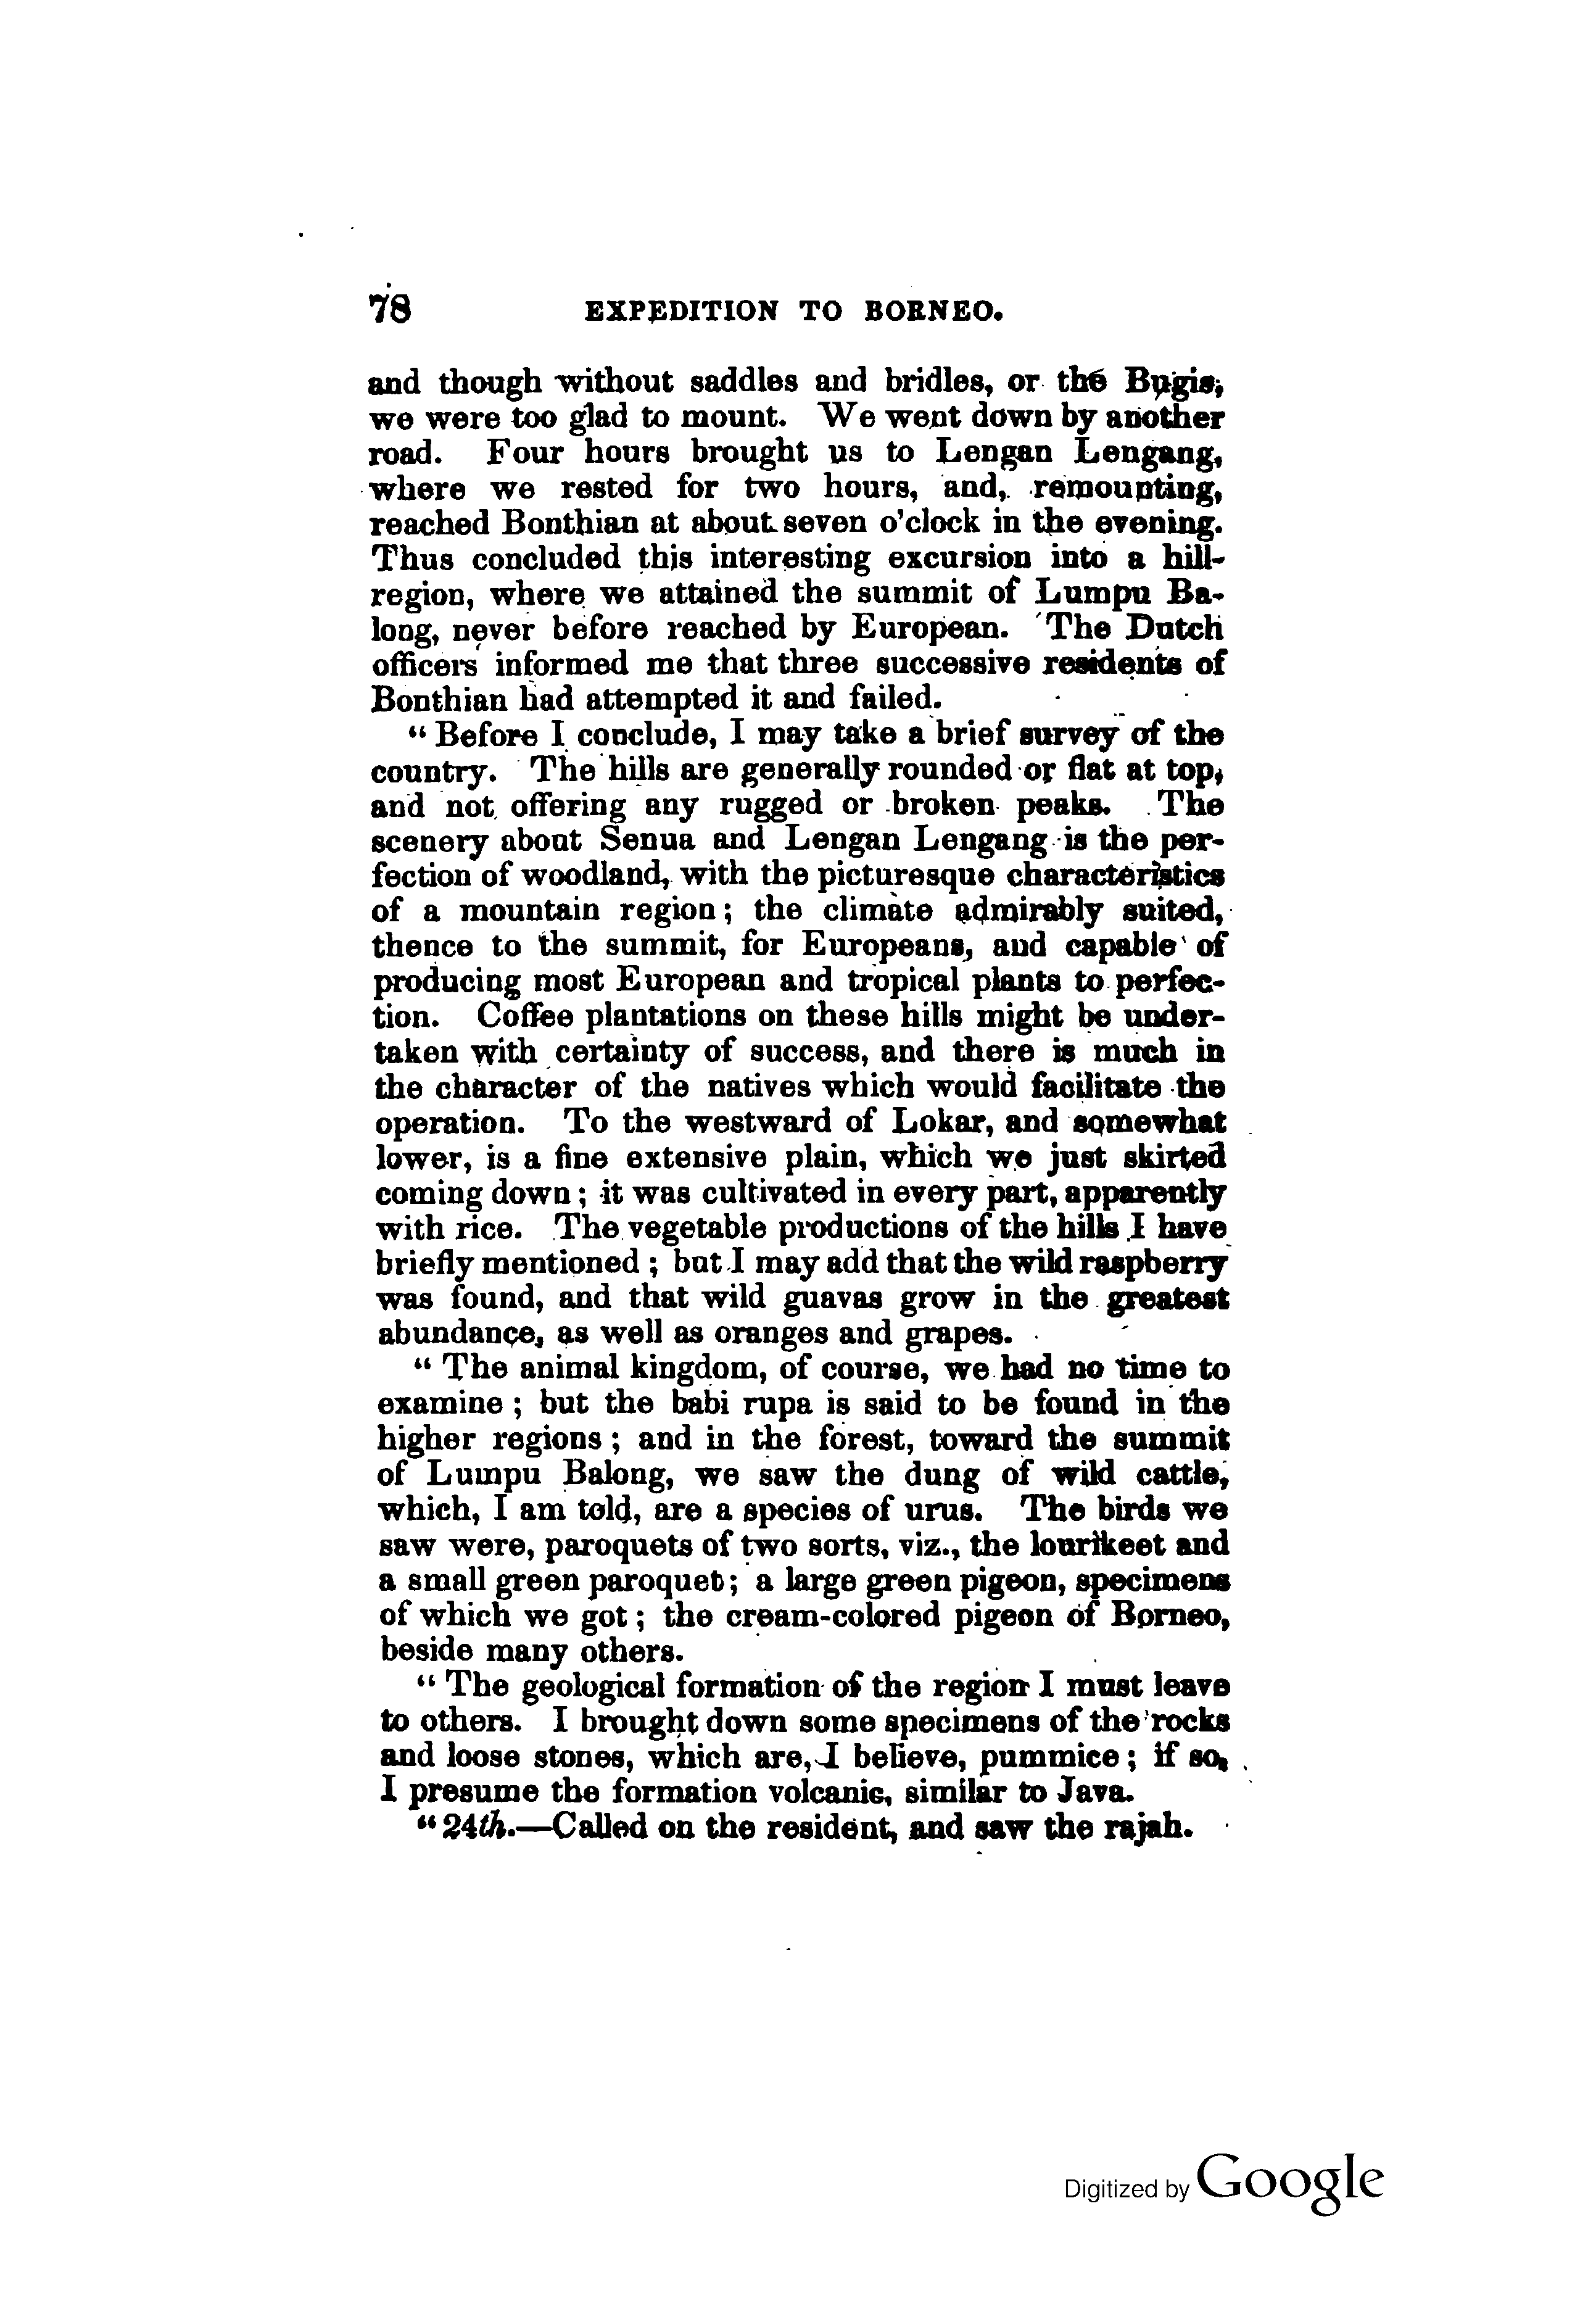 78 EXPEDITION TO BORNEO.
and though without saddles and bridles, or the Bugis,
we were too glad to mount. We went down by another
road. Four hours brought us to Lengan Lengang,
where we rested for two hours, and, remounting,
reached Bonthian at about seven o'clock in the evening.
Thus concluded this interesting excursion into a hill-
region, where we attained the summit of Lumpu Ba-
long, never before reached by European. The Dutch
officers informed me that three successive residents of
Bonthian had attempted it and failed.
“Before I conclude, I may take a brief survey of the
country. The hills are generally rounded or flat at top,
and not offering any rugged or broken peaks. The
scenery about Senua and Lengan Lengang is the per-
fection of woodland, with the picturesque characteristics
of a mountain region; the climate admirably suited,
thence to the summit, for Europeans, and capable of
producing most European and tropical plants to perfec-
tion. Coffee plantations on these hills might be under-
taken with certainty of success, and there is much in
the character of the natives which would facilitate the
operation. To the westward of Lokar, and somewhat
lower, is a fine extensive plain, which we just skirted
coming down; it was cultivated in every part, apparently
with rice. The vegetable productions of the hills I have
briefly mentioned; but I may add that the wild raspberry
was found, and that wild guavas grow in the greatest
abundance, as well as oranges and grapes.
“The animal kingdom, of course, we had no time to
examine; but the babi rupa is said to be found in the
higher regions; and in the forest, toward the summit
of Lumpu Balong, we saw the dung of wild cattle,
which, I am told, are a species of urus. The birds we
saw were, paroquets of two sorts, viz., the lourikeet and
a small green paroquet; a large green pigeon, specimens
of which we got; the cream-colored pigeon of Borneo,
beside many others.
“The geological formation of the region I must leave
to others. I brought down some specimens of the rocks
and loose stones, which are, I believe, pummice; if so,
I presume the formation volcanic, similar to Java.
“24th.—Called on the resident, and saw the rajah.
Digitized by Google